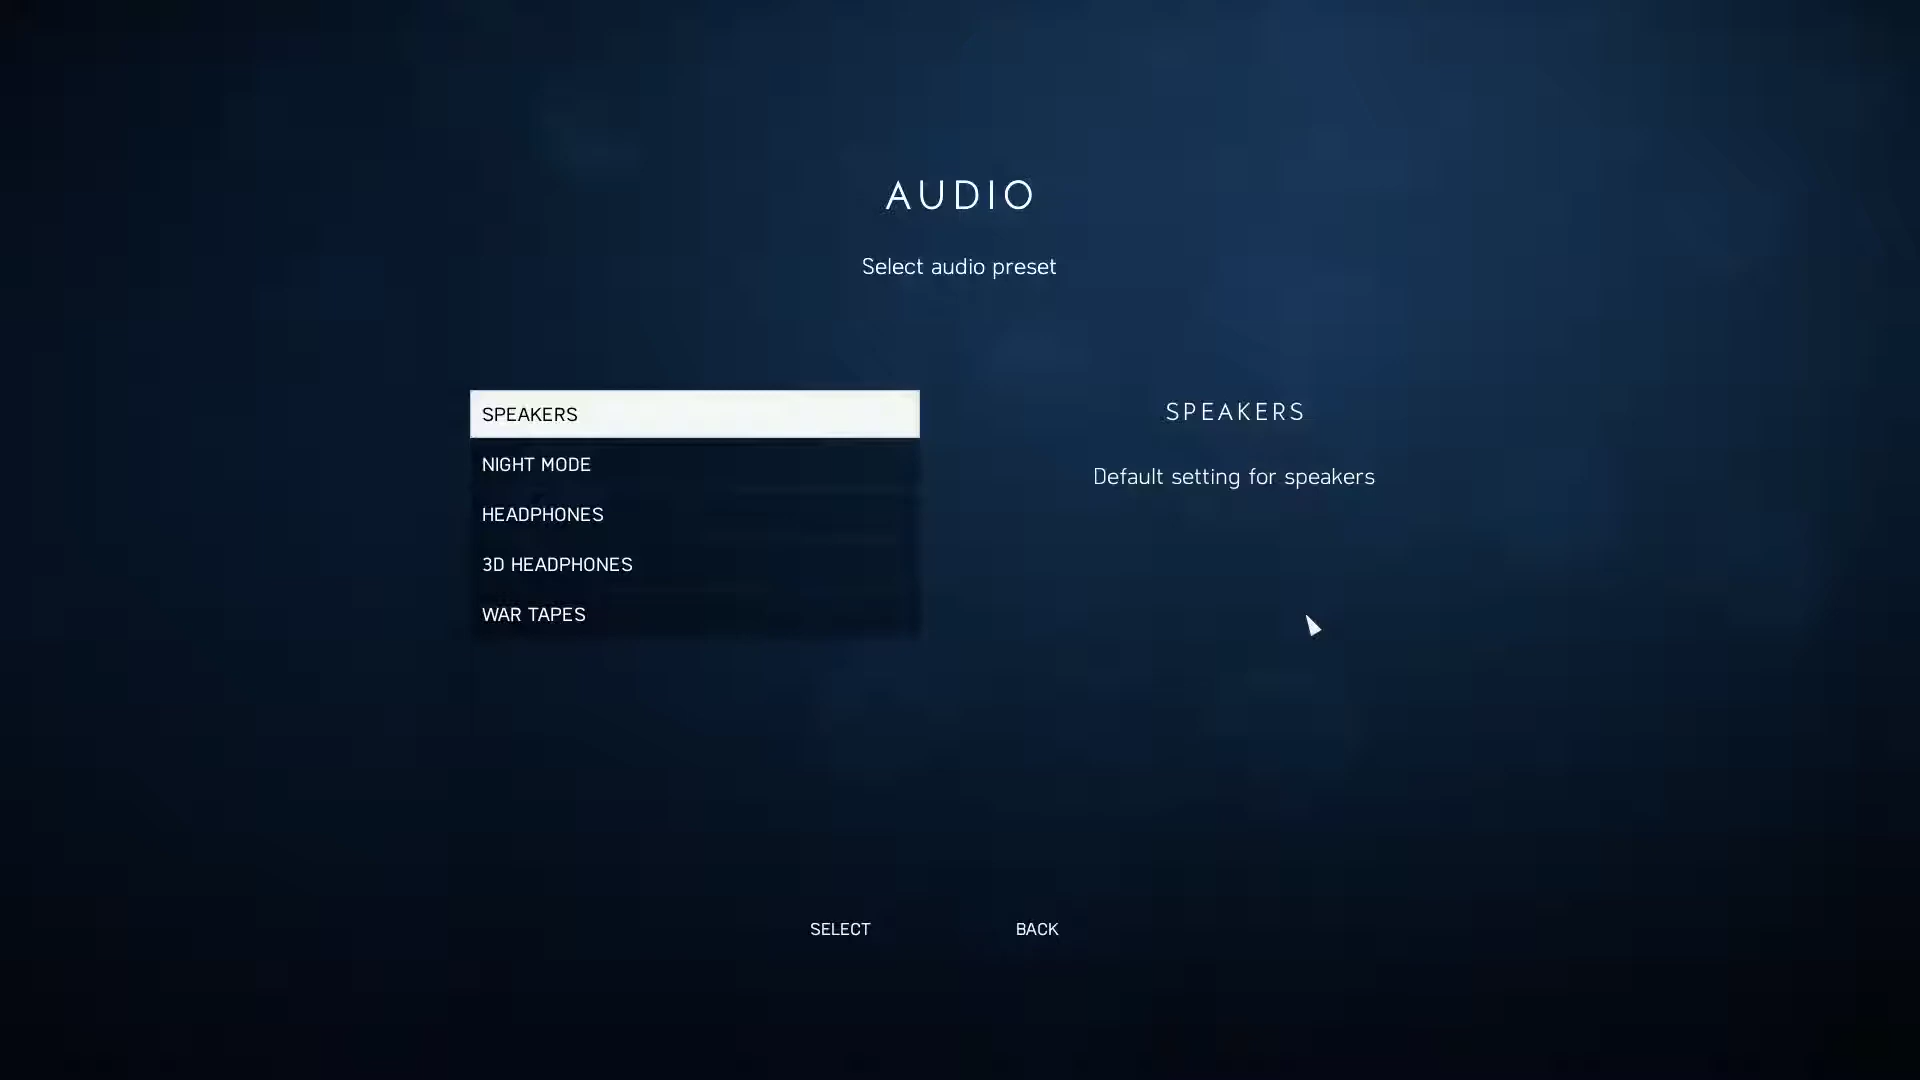 AUDIO
Select audio preset
SPEAKERS
NIGHT MODE
HEADPHONES
3D HEADPHONES
WAR TAPES
SPEAKERS
Default setting for speakers
SELECT
BACK